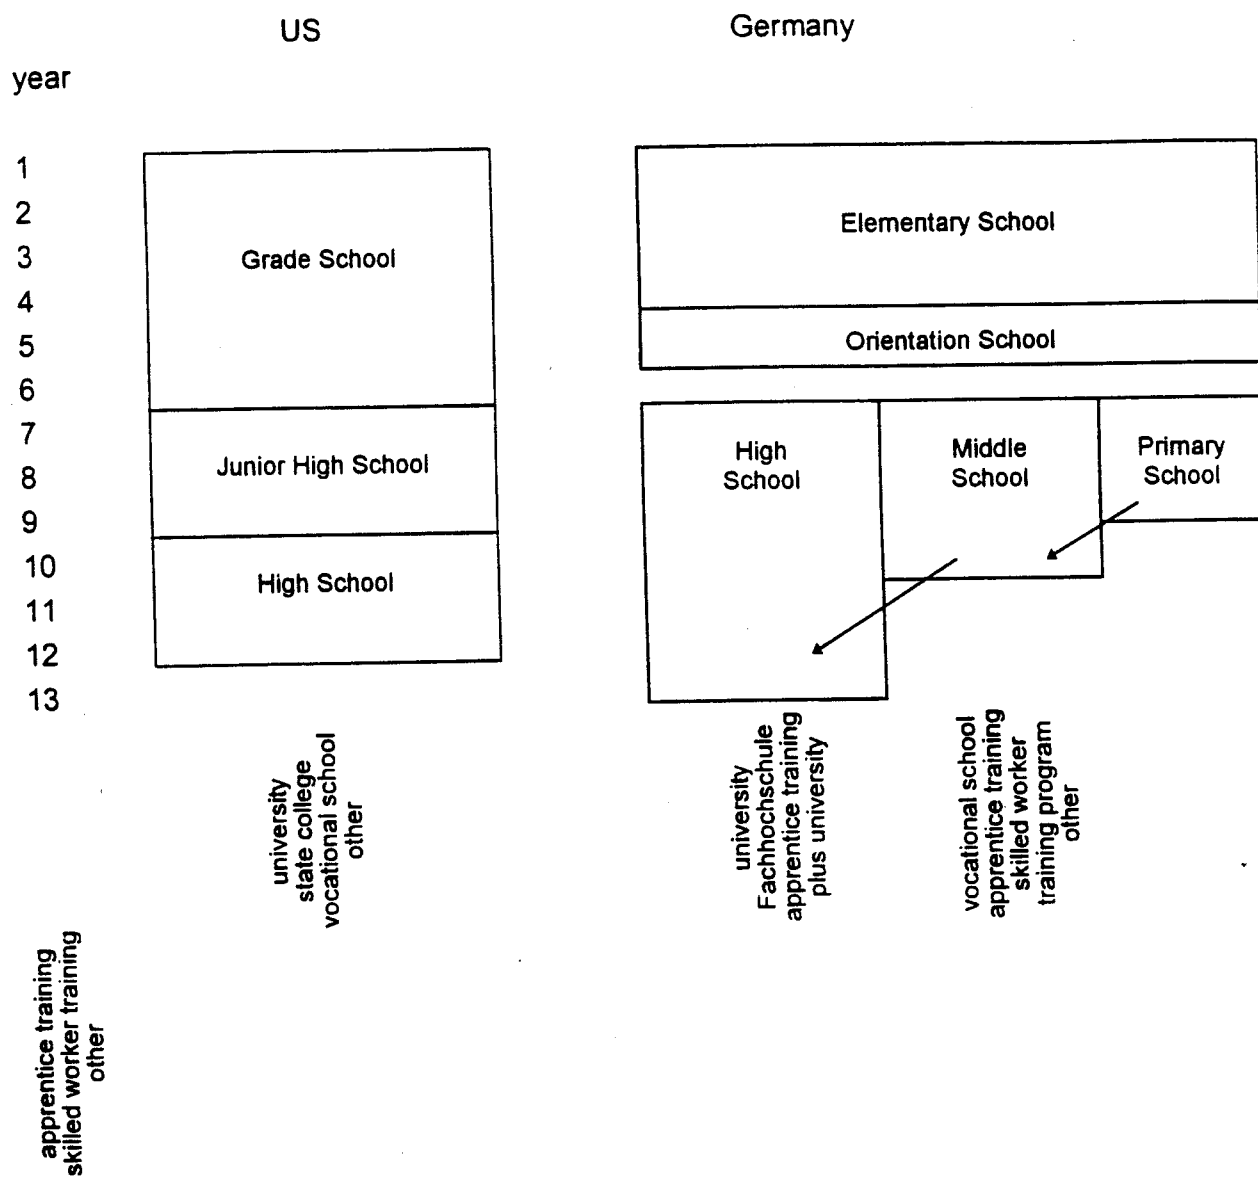 US
Germany
year
1
2
3
4
5
6
7
8
9
10
11
12
13
Grade School
Junior High School
High School
Elementary School
Orientation School
High
School
Middle
School
Primary
School
university
state college
vocational school
other
university
Fachhochschule
apprentice training
plus university
vocational school
apprentice training
skilled worker
training program
other
apprentice training
skilled worker training
other